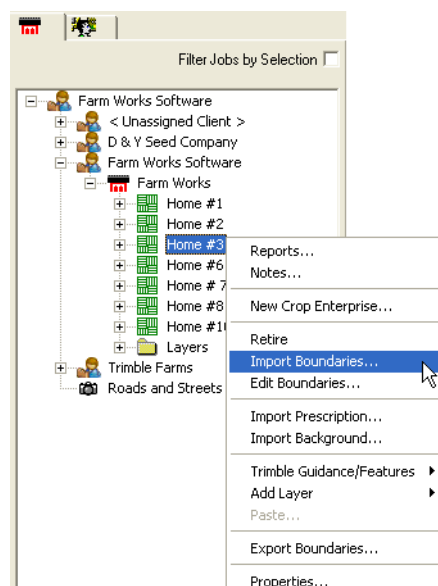 Filter Jobs by Selection
Farm Works Software
< Unassigned Client >
D & Y Seed Company
Farm Works Software
Farm Works
Home #1
Home #2
Home #3
Home #6
Home # 7
Home #8
Home #1
Layers
Trimble Farms
Roads and Streets
Reports...
Notes...
New Crop Enterprise...
Retire
Import Boundaries...
Edit Boundaries...
Import Prescription...
Import Background...
Trimble Guidance/Features
Add Layer
Paste...
Export Boundaries...
Properties...